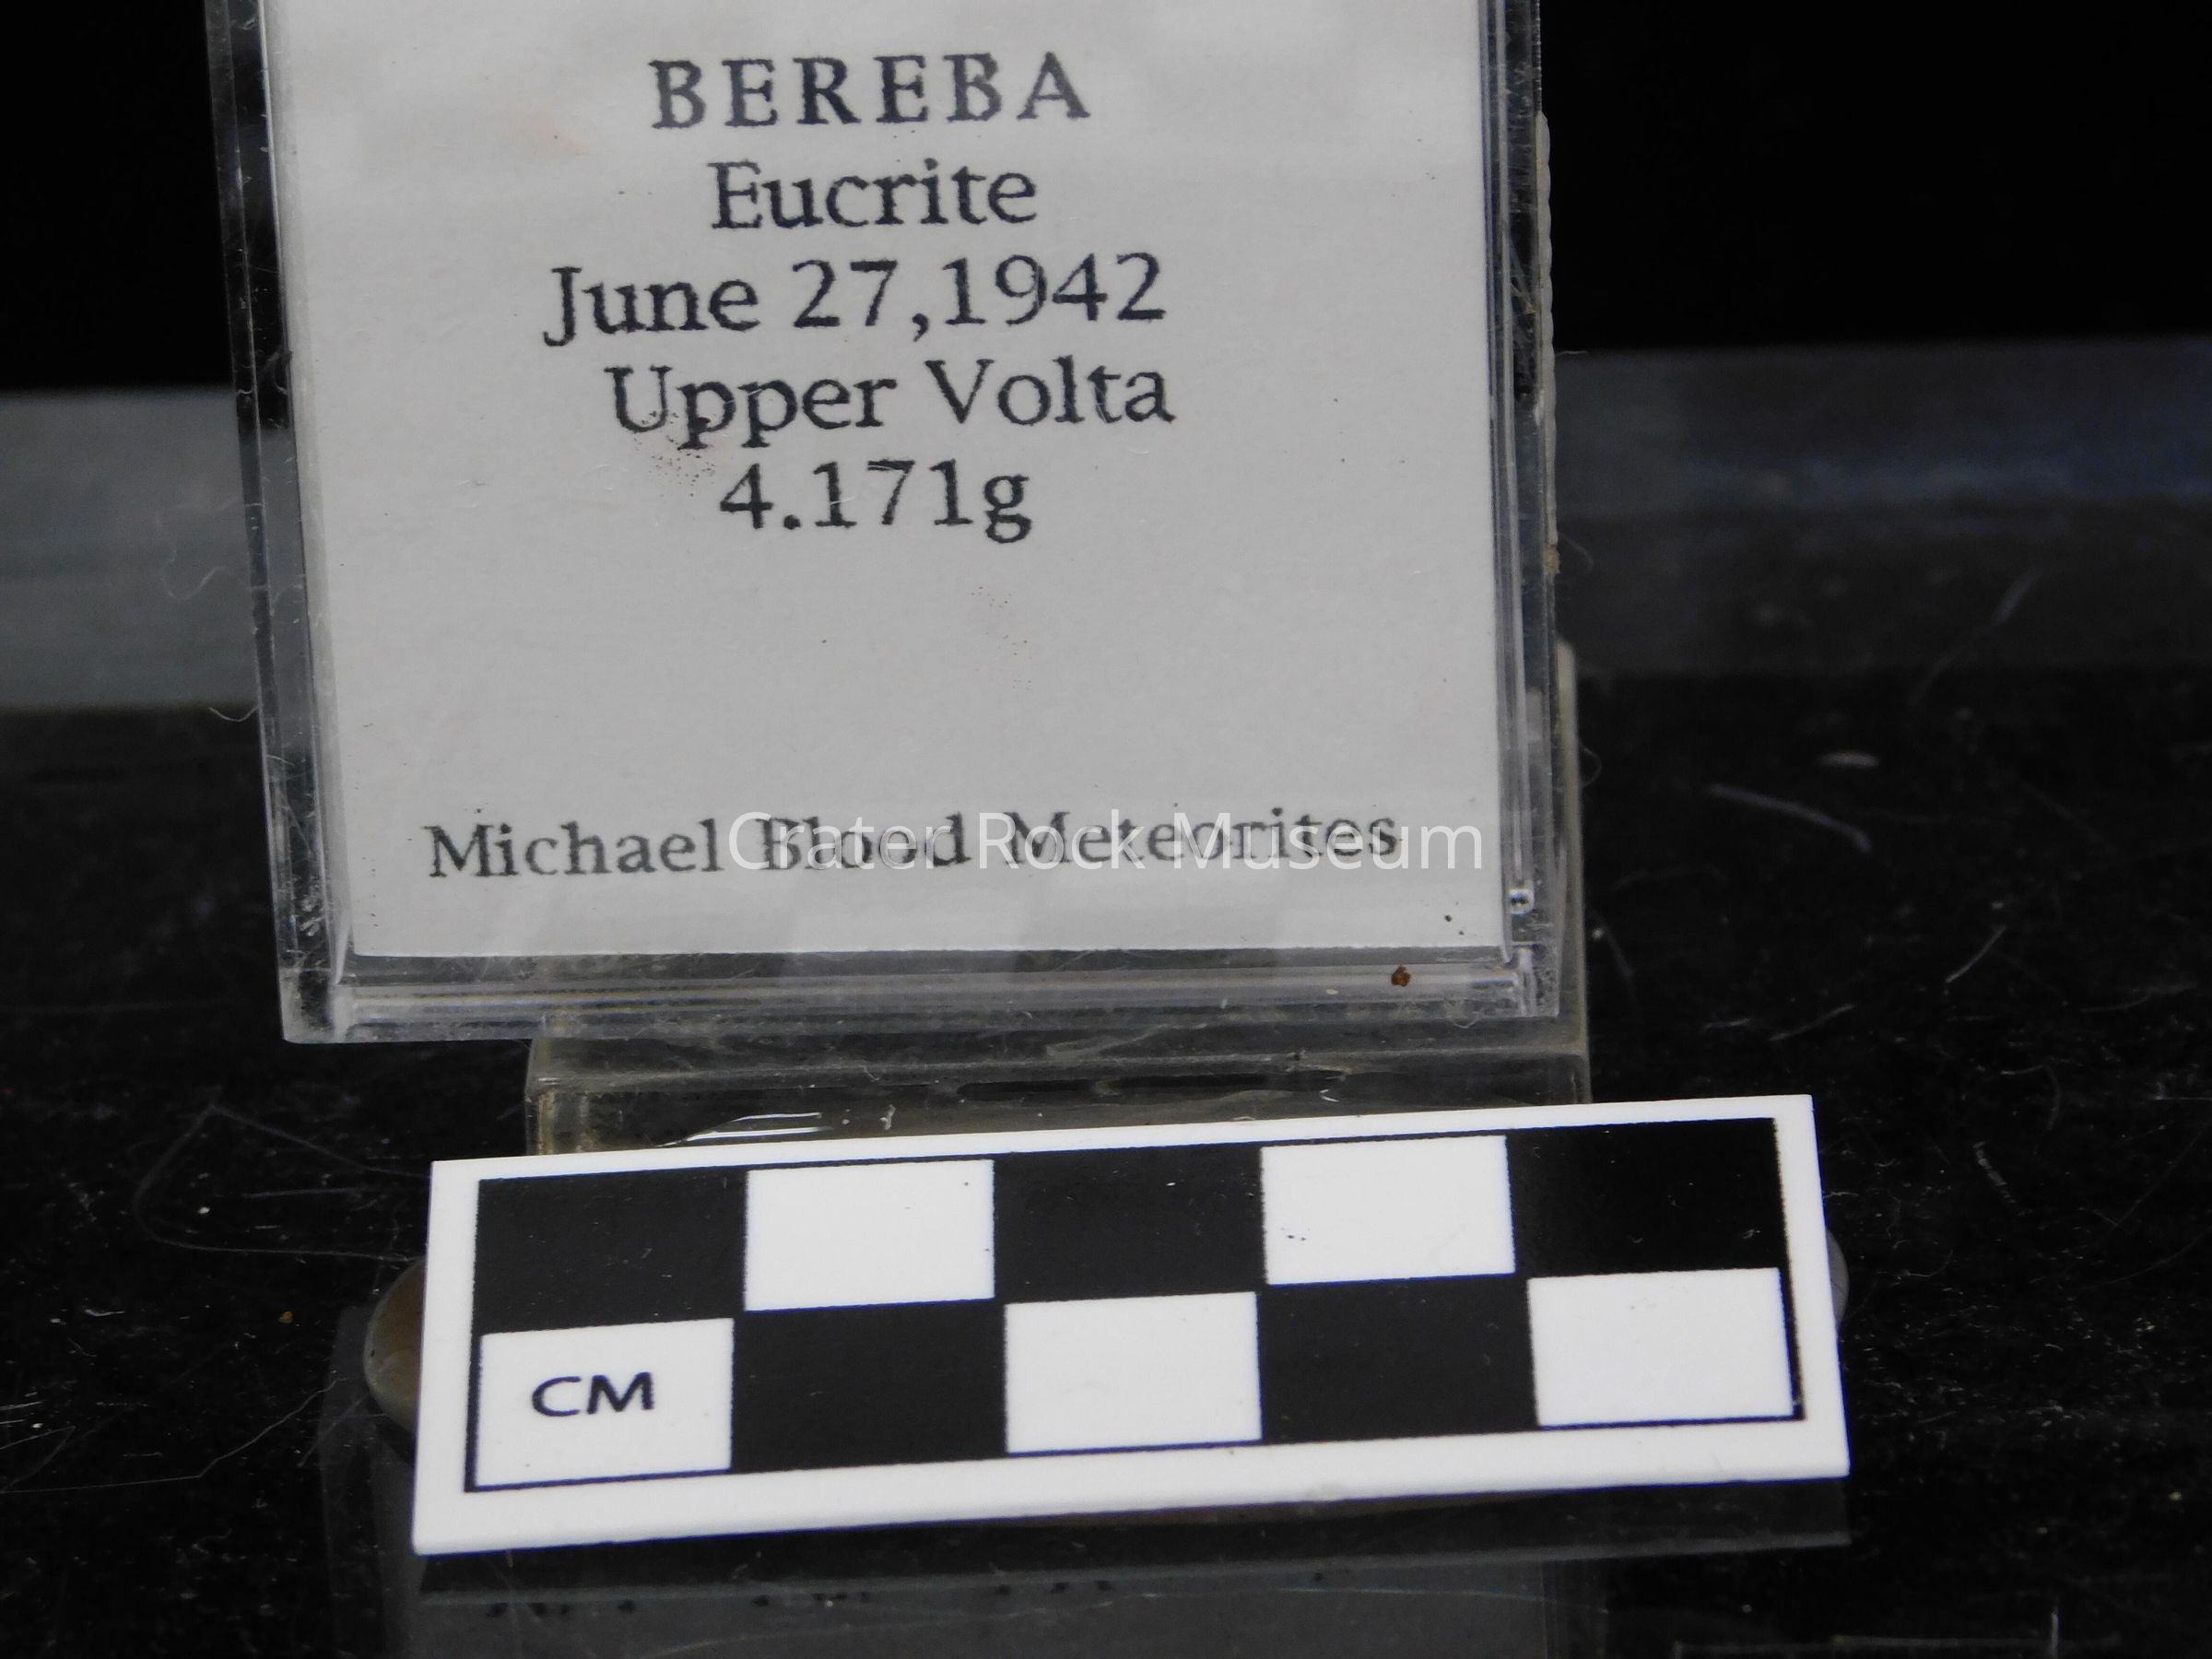 BEREBA
Eucrite
June 27,1942
Upper Volta
4.171g
Michael Blood Meteorites
Crater Rock Museum
CM